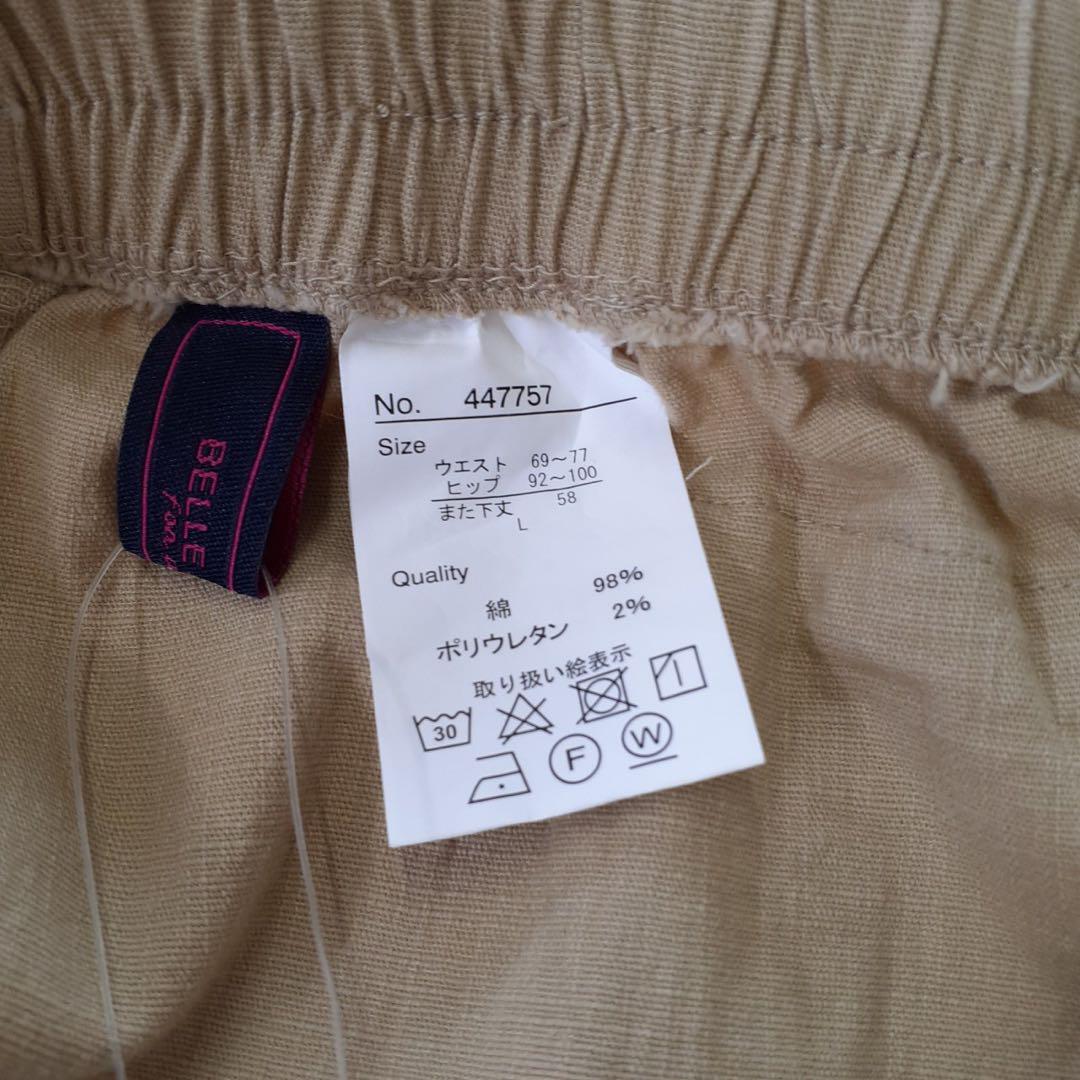 BELLE
No. 447757
Size
ウエスト 69～77
ヒップ 92～100
また下丈 58
L
Quality
綿 98%
ポリウレタン 2%
取り扱い絵表示
30
F W